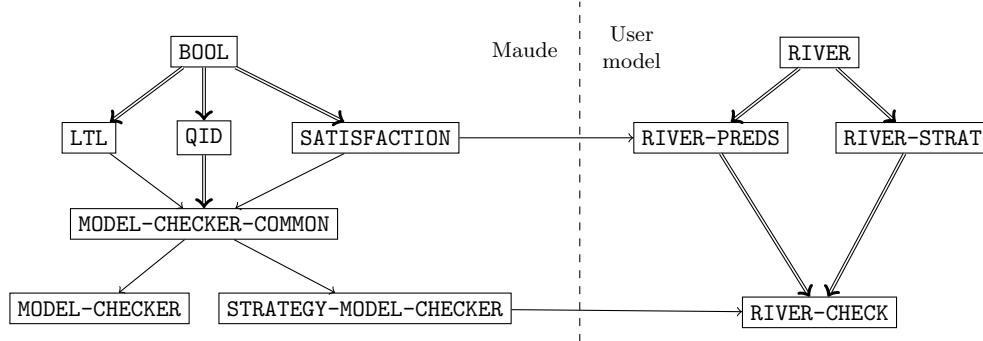 BOOL
Maude
User
model
RIVER
LTL
QID
SATISFACTION
RIVER-PREDS
RIVER-STRAT
MODEL-CHECKER-COMMON
MODEL-CHECKER
STRATEGY-MODEL-CHECKER
RIVER-CHECK